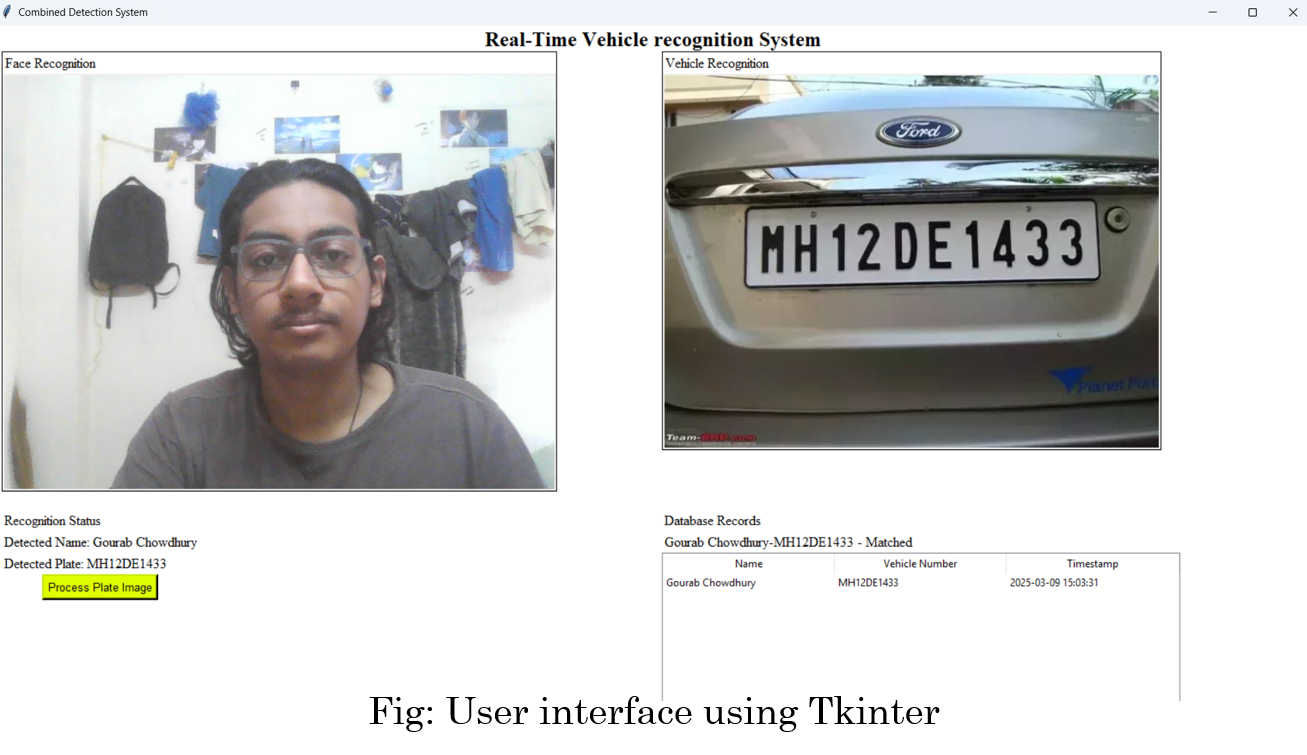 Combined Detection System
Real-Time Vehicle recognition System
Face Recognition
Vehicle Recognition
Ford
MH12DE1433
Planet Ford
Team-BHP.com
Recognition Status
Detected Name: Gourab Chowdhury
Detected Plate: MH12DE1433
Process Plate Image
Database Records
Gourab Chowdhury-MH12DE1433 - Matched
Name Vehicle Number Timestamp
Gourab Chowdhury MH12DE1433 2025-03-09 15:03:31
Fig: User interface using Tkinter